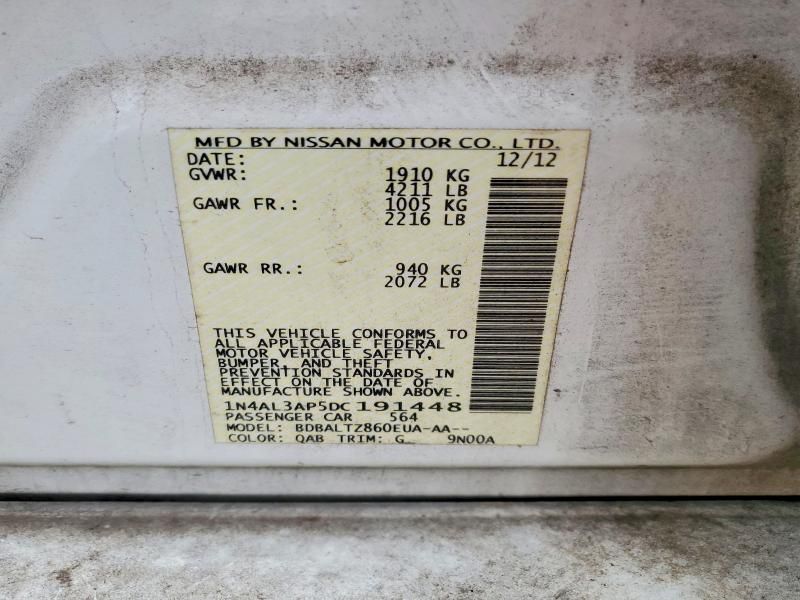 MFD BY NISSAN MOTOR CO., LTD.
DATE: 12/12
GVWR: 1910 KG
4211 LB
GAWR FR.: 1005 KG
2216 LB
GAWR RR.: 940 KG
2072 LB
THIS VEHICLE CONFORMS TO
ALL APPLICABLE FEDERAL
MOTOR VEHICLE SAFETY,
BUMPER, AND THEFT
PREVENTION STANDARDS IN
EFFECT ON THE DATE OF
MANUFACTURE SHOWN ABOVE.
1N4AL3AP5DC191448
PASSENGER CAR 564
MODEL: BDBALTZ860EUA-AA--
COLOR: QAB TRIM: G 9N00A